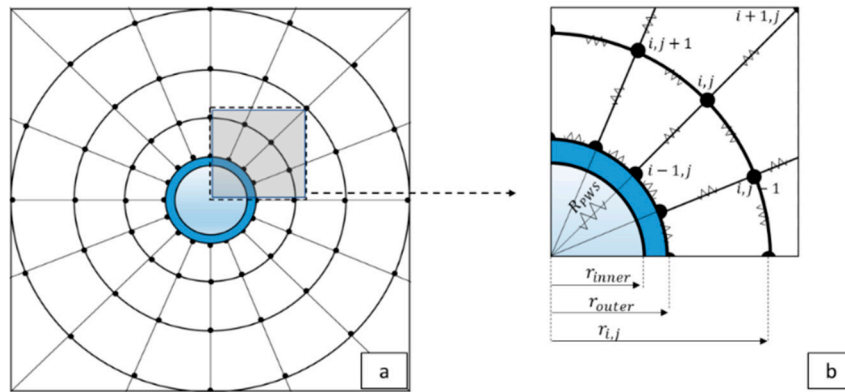 i + 1, j
i, j + 1
i, j
i − 1, j
i, j − 1
R_PWS
r_inner
r_outer
r_i,j
a
b